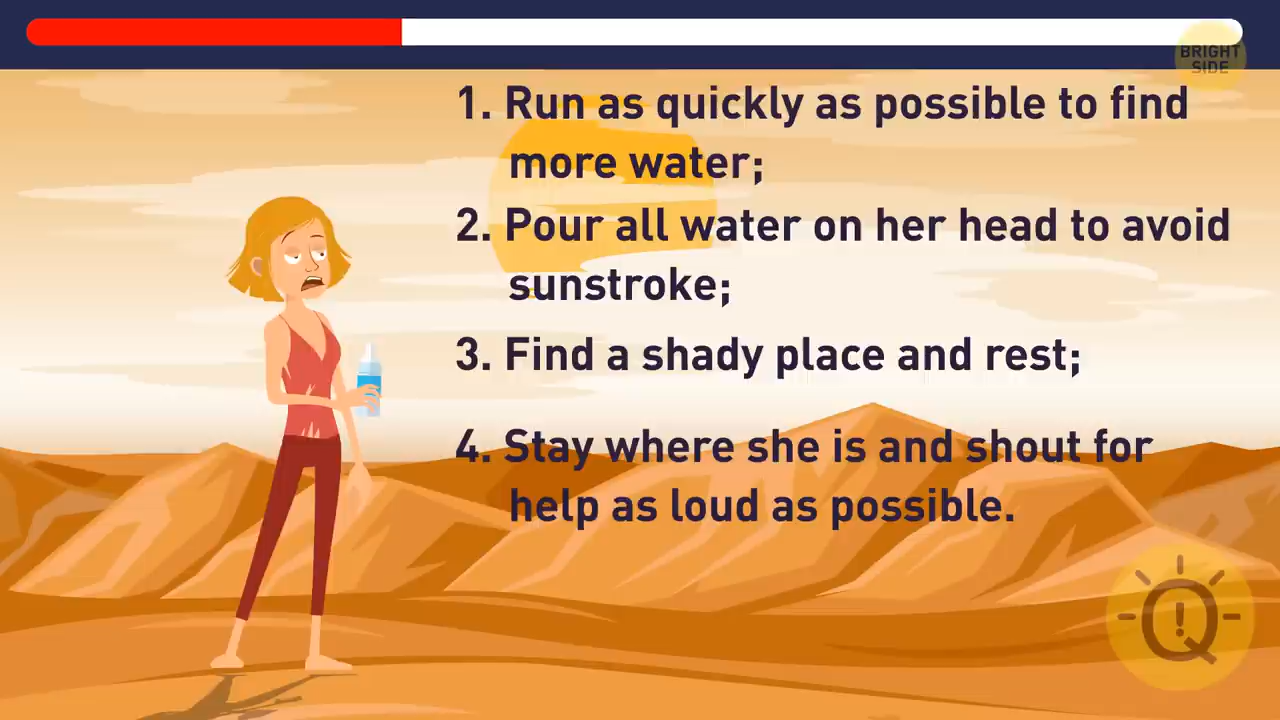 BRIGHT
SIDE
1. Run as quickly as possible to find
more water;
2. Pour all water on her head to avoid
sunstroke;
3. Find a shady place and rest;
4. Stay where she is and shout for
help as loud as possible.
Q!